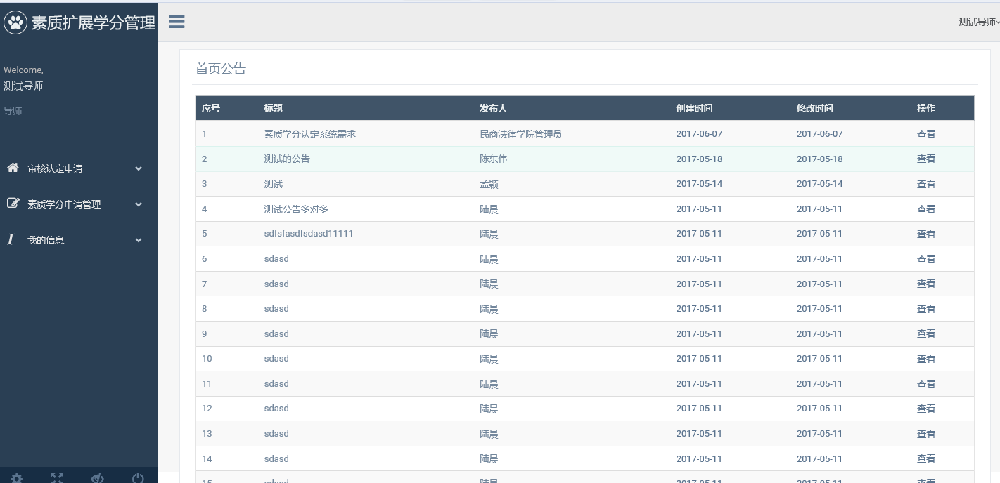 素质扩展学分管理
测试导师
Welcome,
测试导师
导师
审核认定申请
素质学分申请管理
我的信息
首页公告
序号 标题 发布人 创建时间 修改时间 操作
1 素质学分认定系统需求 民商法律学院管理员 2017-06-07 2017-06-07 查看
2 测试的公告 陈东伟 2017-05-18 2017-05-18 查看
3 测试 孟颖 2017-05-14 2017-05-14 查看
4 测试公告多对多 陆晨 2017-05-11 2017-05-11 查看
5 sdfsfasdfsdasd11111 陆晨 2017-05-11 2017-05-11 查看
6 sdasd 陆晨 2017-05-11 2017-05-11 查看
7 sdasd 陆晨 2017-05-11 2017-05-11 查看
8 sdasd 陆晨 2017-05-11 2017-05-11 查看
9 sdasd 陆晨 2017-05-11 2017-05-11 查看
10 sdasd 陆晨 2017-05-11 2017-05-11 查看
11 sdasd 陆晨 2017-05-11 2017-05-11 查看
12 sdasd 陆晨 2017-05-11 2017-05-11 查看
13 sdasd 陆晨 2017-05-11 2017-05-11 查看
14 sdasd 陆晨 2017-05-11 2017-05-11 查看